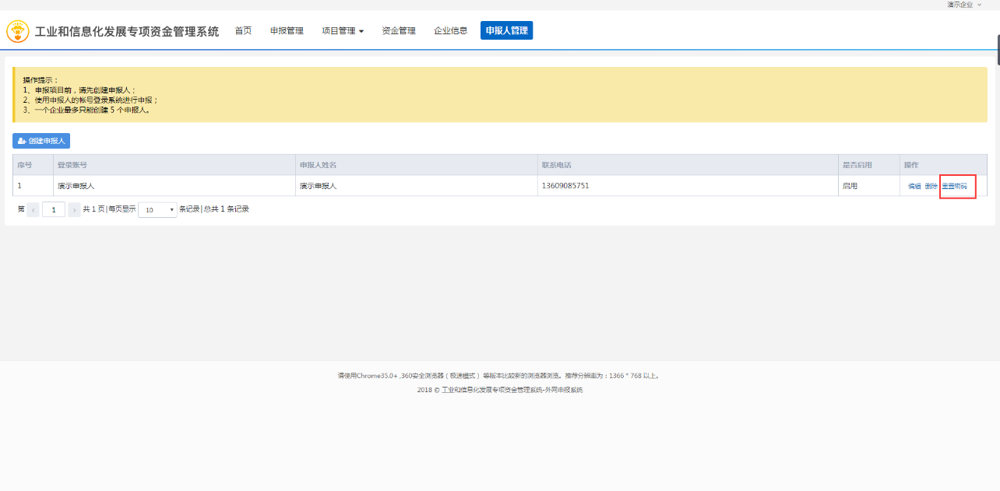 演示企业
工业和信息化发展专项资金管理系统 首页 申报管理 项目管理 资金管理 企业信息 申报人管理
操作提示：
1、申报项目前，请先创建申报人；
2、使用申报人的帐号登录系统进行申报；
3、一个企业最多只能创建 5 个申报人。
创建申报人
序号 登录账号 申报人姓名 联系电话 是否启用 操作
1 演示申报人 演示申报人 13609085751 启用 编辑 删除 重置密码
第 ‹ 1 › 共 1 页|每页显示 10 条记录|总共 1 条记录
请使用Chrome35.0+ ,360安全浏览器（极速模式） 等版本比较新的浏览器浏览。推荐分辨率为：1366 * 768 以上。
2018 © 工业和信息化发展专项资金管理系统-外网申报系统